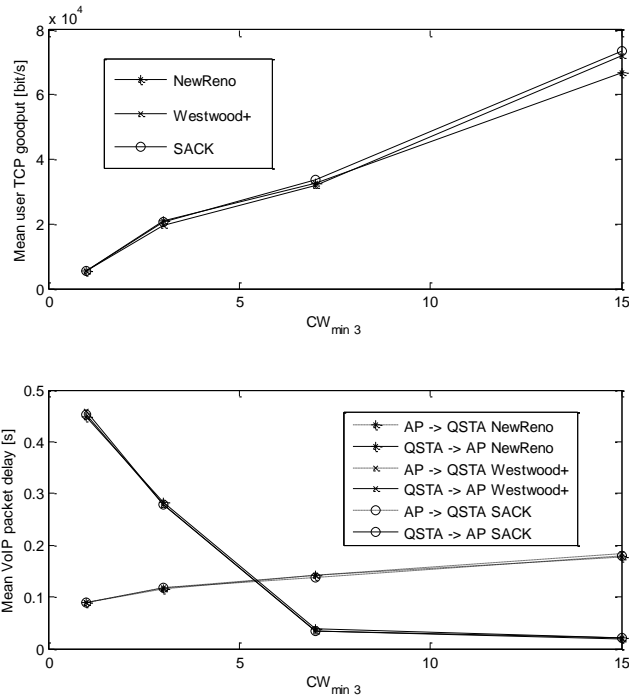 x 10^4
8
6
4
2
0
0
5
10
15
Mean user TCP goodput [bit/s]
CW_min 3
NewReno
Westwood+
SACK
0.5
0.4
0.3
0.2
0.1
0
0
5
10
15
Mean VoIP packet delay [s]
CW_min 3
AP -> QSTA NewReno
QSTA -> AP NewReno
AP -> QSTA Westwood+
QSTA -> AP Westwood+
AP -> QSTA SACK
QSTA -> AP SACK